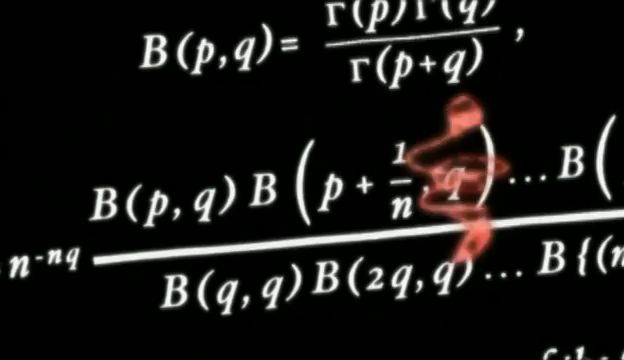 B(p,q)= Γ(p)Γ(q)
Γ(p+q) ,
B(p,q) B (p + 1/n, q) ... B (
n^-nq
B(q,q) B(2q,q) ... B {(n